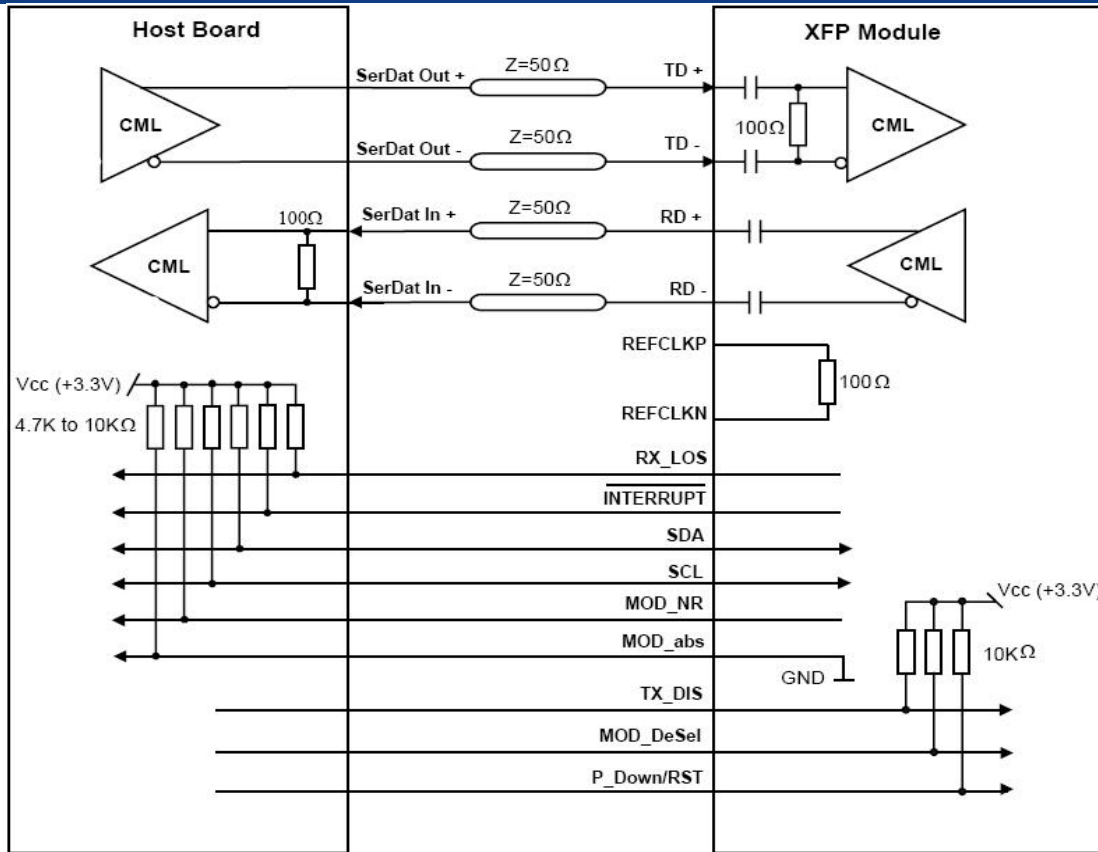 Host Board
XFP Module
SerDat Out +
Z=50Ω
TD +
CML
100Ω
CML
SerDat Out -
Z=50Ω
TD -
100Ω
SerDat In +
Z=50Ω
RD +
CML
CML
SerDat In -
Z=50Ω
RD -
REFCLKP
100Ω
REFCLKN
Vcc (+3.3V)
4.7K to 10KΩ
RX_LOS
INTERRUPT
SDA
SCL
Vcc (+3.3V)
MOD_NR
MOD_abs
10KΩ
GND
TX_DIS
MOD_DeSel
P_Down/RST